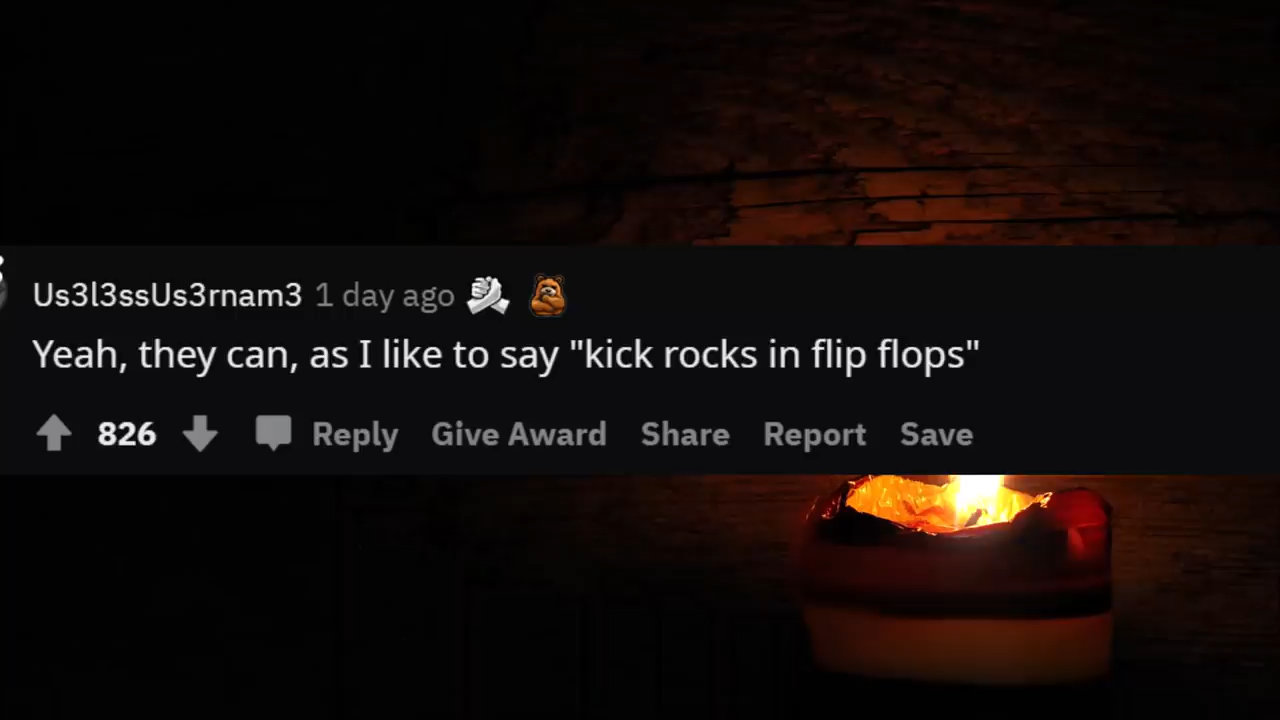 Us3l3ssUs3rnam3 1 day ago
Yeah, they can, as I like to say "kick rocks in flip flops"
826 Reply Give Award Share Report Save